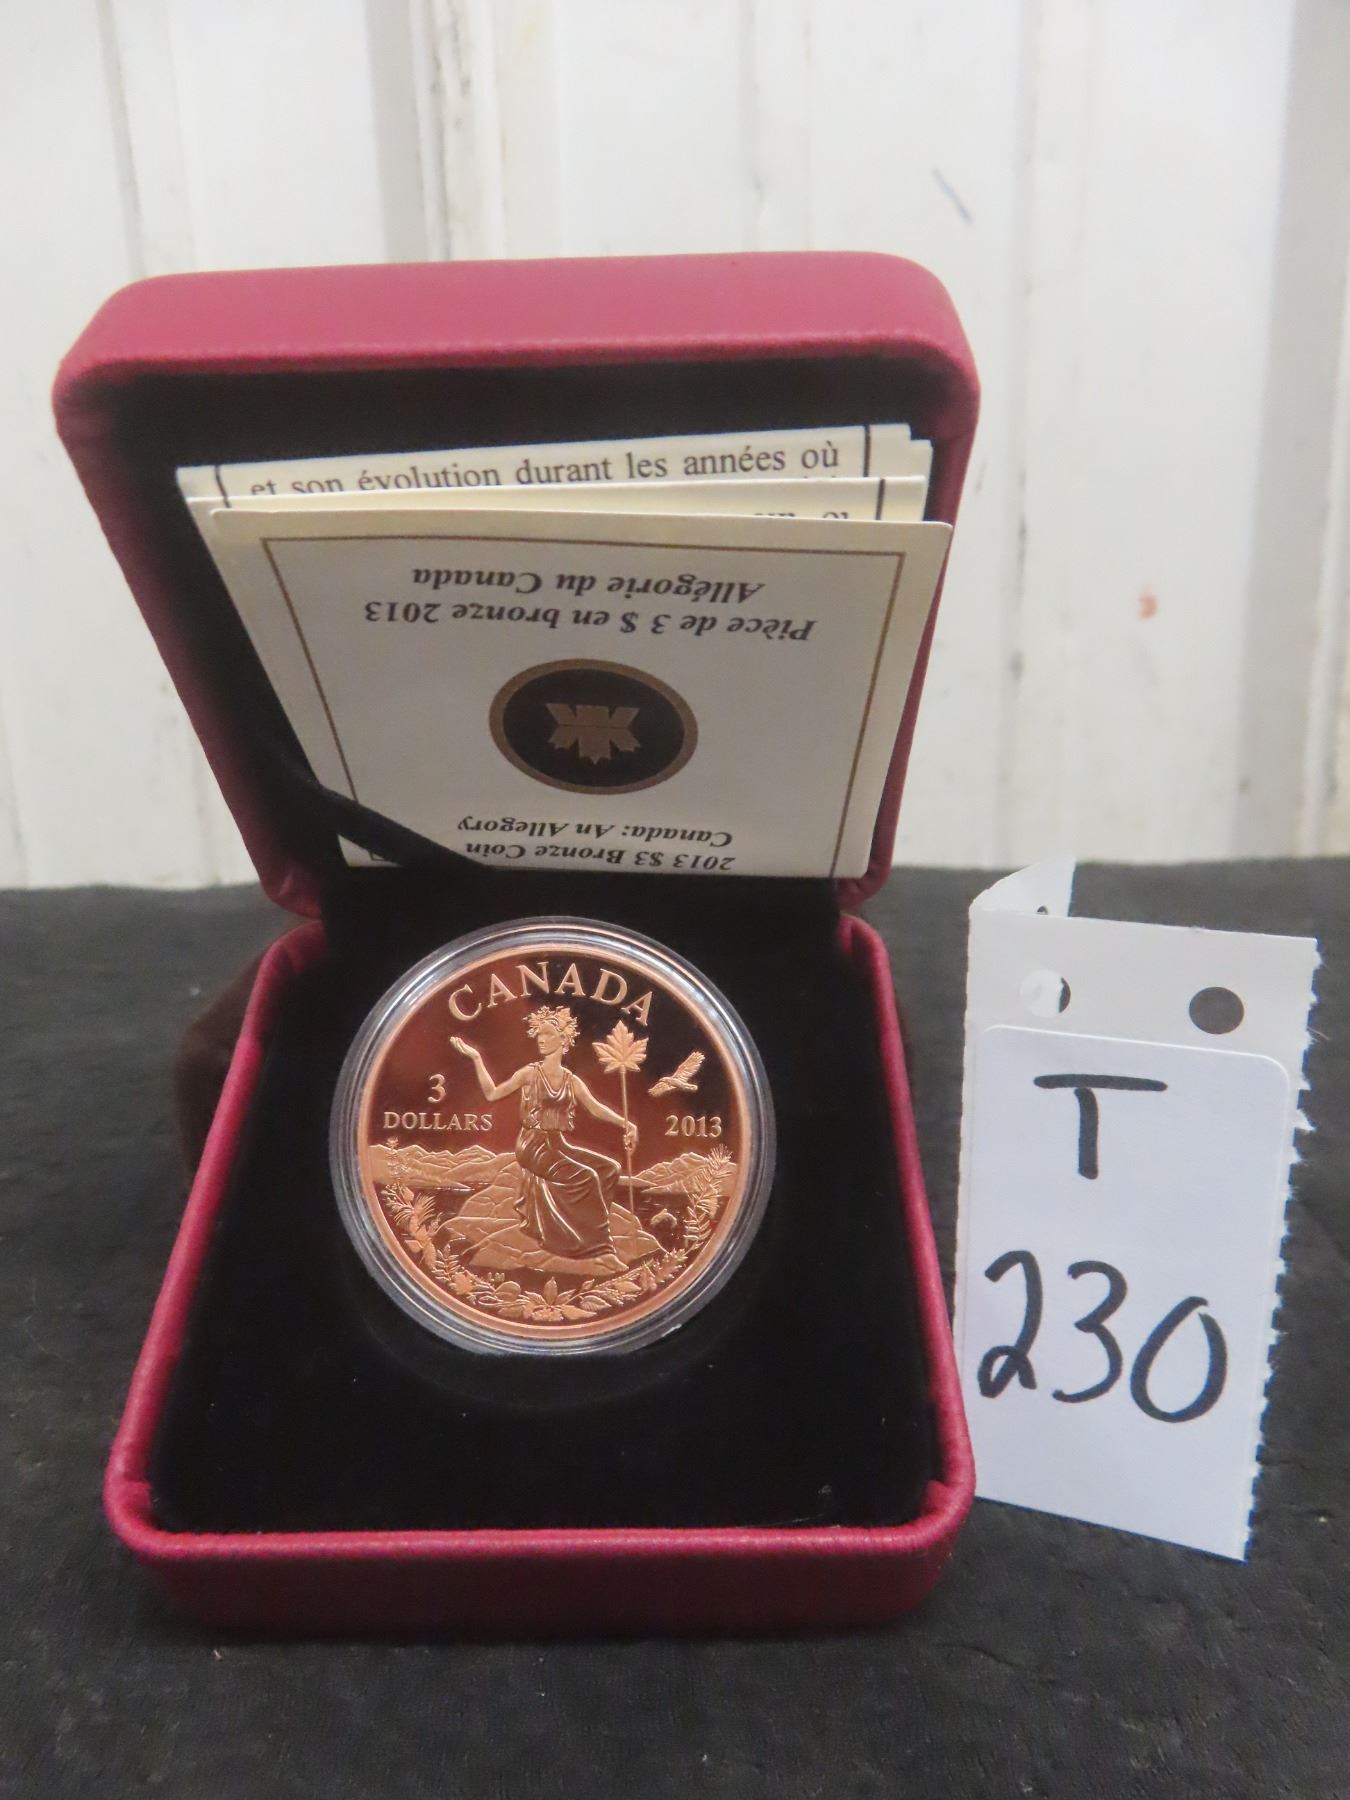 et son évolution durant les années où
Pièce de 3 $ en bronze 2013
Allégorie du Canada
2013 $3 Bronze Coin
Canada: An Allegory
CANADA
3
DOLLARS
2013
LM
T
230